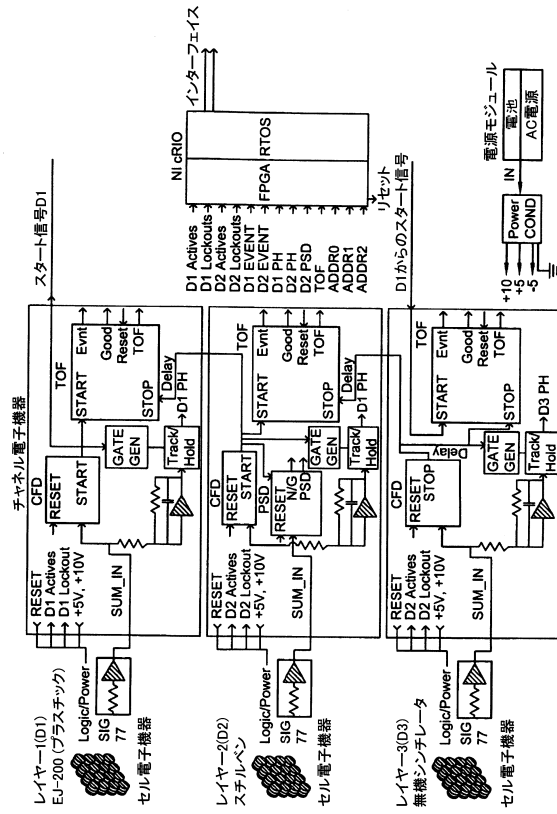 レイヤー1(D1)
EJ-200 (プラスチック)
セル電子機器
SIG
77
Logic/Power
チャネル電子機器
RESET
D1 Actives
D1 Lockout
+5V, +10V
SUM_IN
CFD
RESET
START
GATE
GEN
Track/
Hold
D1 PH
TOF
START
STOP
Delay
Evnt
Good
Reset
TOF
スタート信号D1
レイヤー2(D2)
スチルベン
セル電子機器
SIG
77
Logic/Power
RESET
D2 Actives
D2 Lockout
+5V, +10V
SUM_IN
CFD
RESET
START
PSD
RESET
N/G
PSD
GATE
GEN
Track/
Hold
D1 PH
TOF
START
STOP
Delay
Evnt
Good
Reset
TOF
NI cRIO
FPGA
RTOS
インターフェイス
D1 Actives
D1 Lockouts
D2 Actives
D2 Lockouts
D1 EVENT
D2 EVENT
D1 PH
D2 PH
D2 PSD
TOF
ADDR0
ADDR1
ADDR2
リセット
レイヤー3(D3)
無機シンチレータ
セル電子機器
SIG
77
Logic/Power
RESET
D2 Actives
D2 Lockout
+5V, +10V
SUM_IN
CFD
RESET
STOP
GATE
GEN
Track/
Hold
D3 PH
Delay
TOF
START
STOP
Evnt
Good
Reset
TOF
D1からのスタート信号
電源モジュール
電池
AC電源
IN
Power
COND
+10
+5
-5